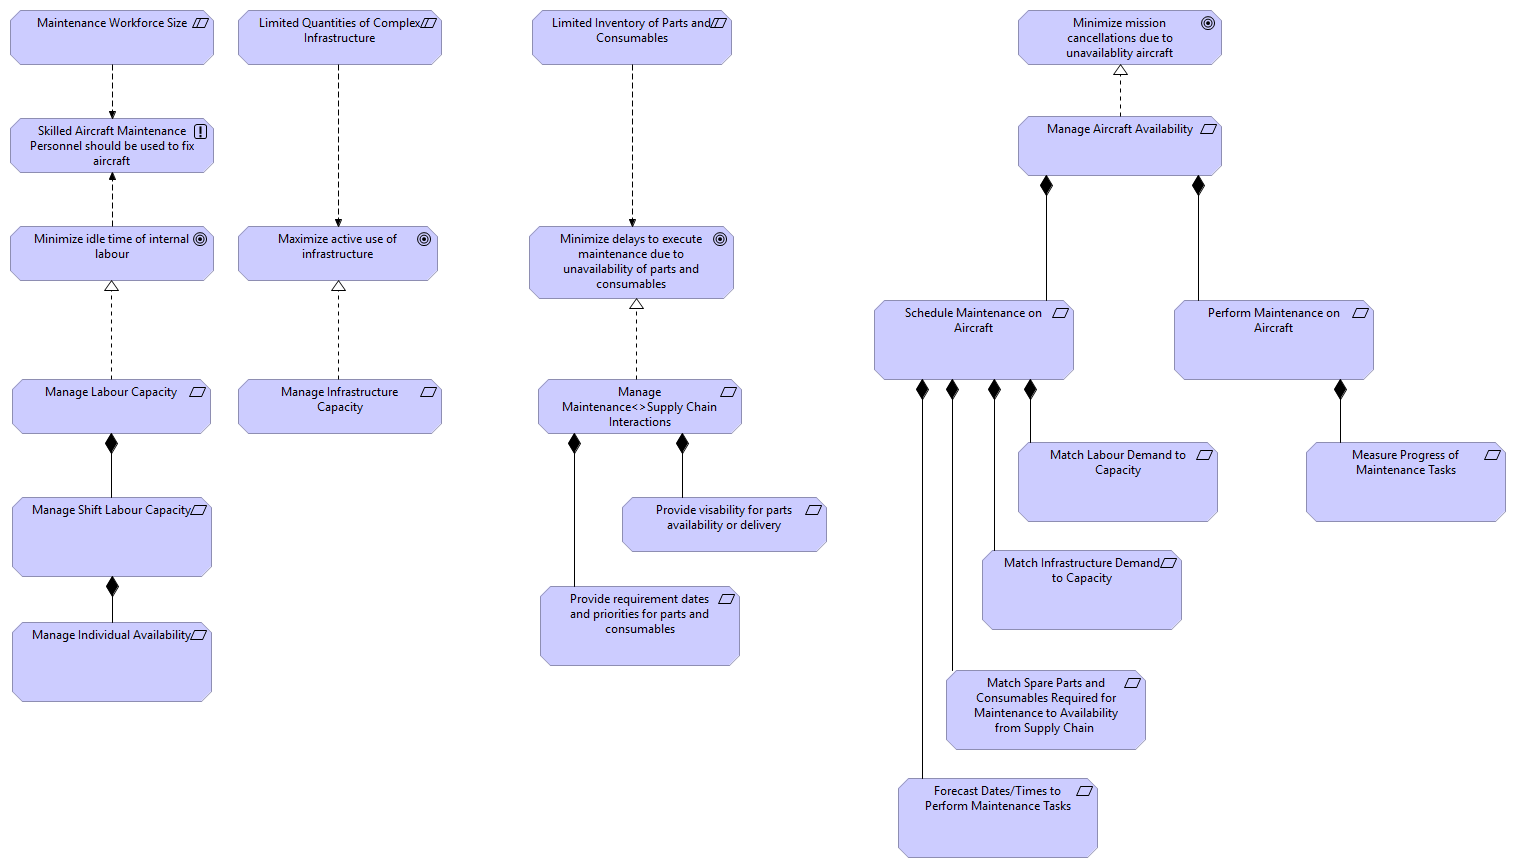 Maintenance Workforce Size
Limited Quantities of Complex
Infrastructure
Limited Inventory of Parts and
Consumables
Minimize mission
cancellations due to
unavailablity aircraft
Skilled Aircraft Maintenance
Personnel should be used to fix
aircraft
Manage Aircraft Availability
Minimize idle time of internal
labour
Maximize active use of
infrastructure
Minimize delays to execute
maintenance due to
unavailability of parts and
consumables
Schedule Maintenance on
Aircraft
Perform Maintenance on
Aircraft
Manage Labour Capacity
Manage Infrastructure
Capacity
Manage
Maintenance<>Supply Chain
Interactions
Match Labour Demand to
Capacity
Measure Progress of
Maintenance Tasks
Manage Shift Labour Capacity
Provide visability for parts
availability or delivery
Match Infrastructure Demand
to Capacity
Provide requirement dates
and priorities for parts and
consumables
Manage Individual Availability
Match Spare Parts and
Consumables Required for
Maintenance to Availability
from Supply Chain
Forecast Dates/Times to
Perform Maintenance Tasks